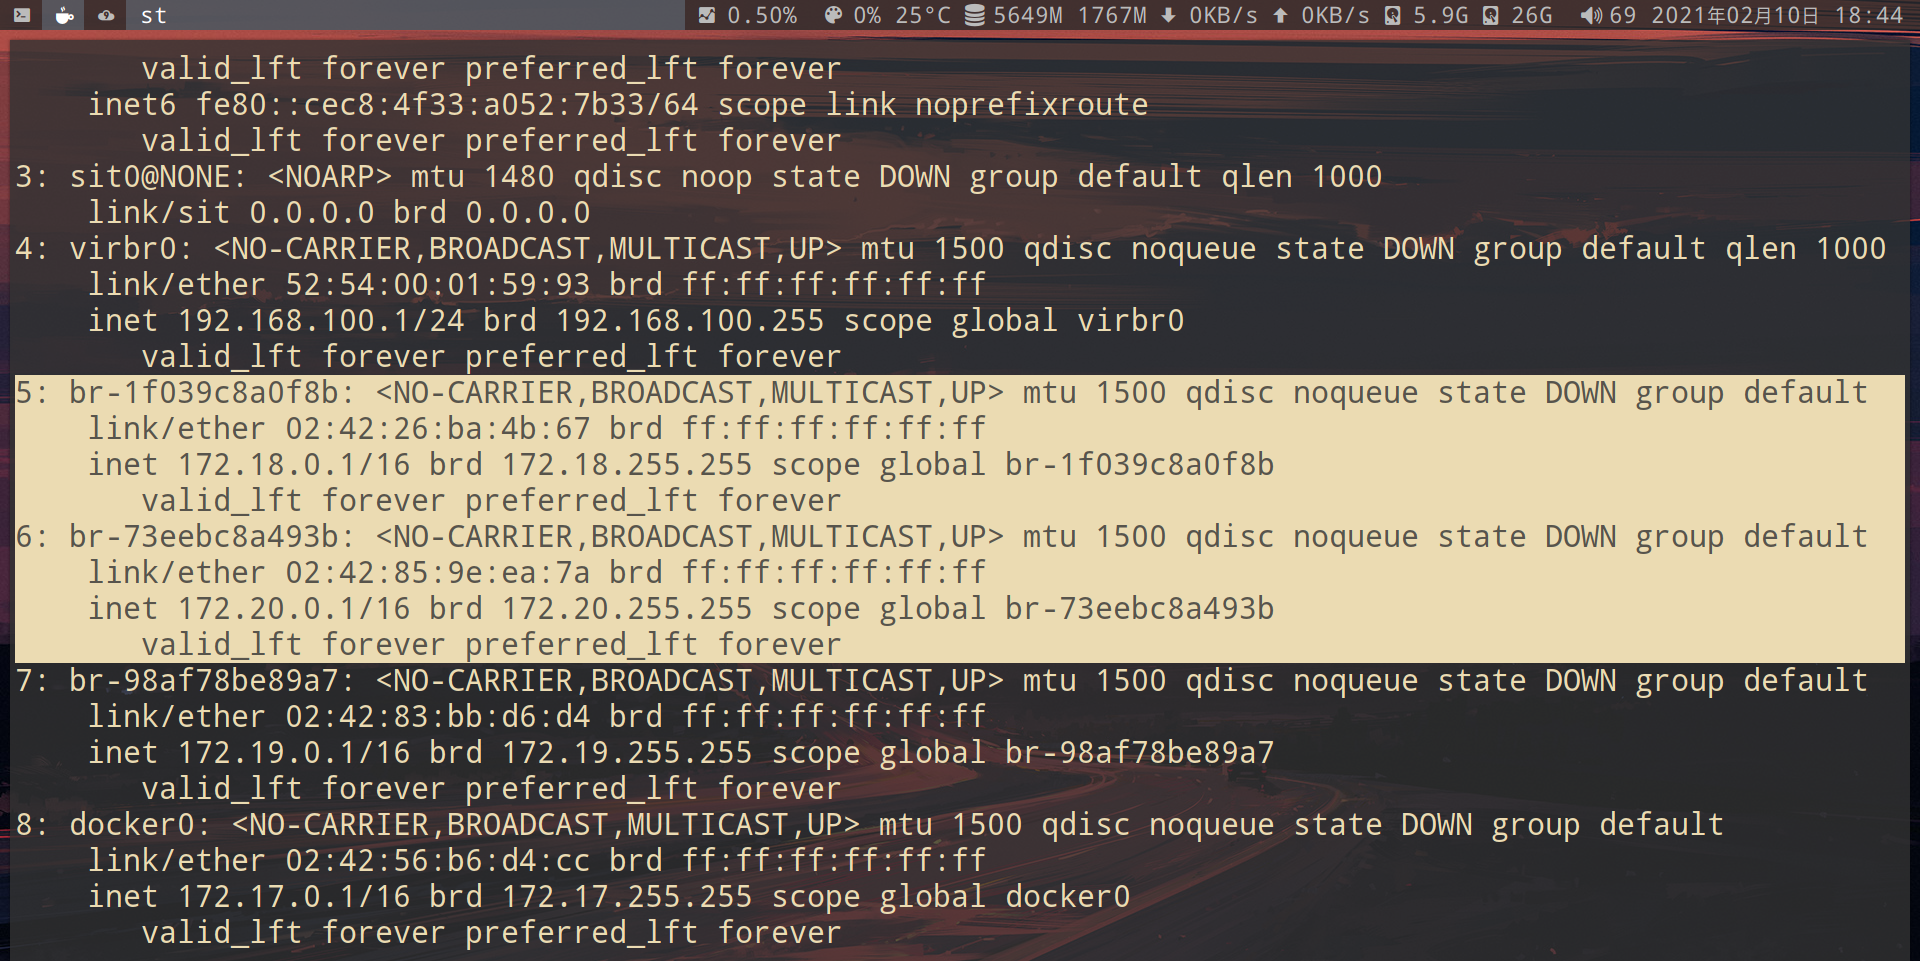 st 0.50% 0% 25°C 5649M 1767M 0KB/s 0KB/s 5.9G 26G 69 2021年02月10日 18:44
valid_lft forever preferred_lft forever
inet6 fe80::cec8:4f33:a052:7b33/64 scope link noprefixroute
valid_lft forever preferred_lft forever
3: sit0@NONE: <NOARP> mtu 1480 qdisc noop state DOWN group default qlen 1000
link/sit 0.0.0.0 brd 0.0.0.0
4: virbr0: <NO-CARRIER,BROADCAST,MULTICAST,UP> mtu 1500 qdisc noqueue state DOWN group default qlen 1000
link/ether 52:54:00:01:59:93 brd ff:ff:ff:ff:ff:ff
inet 192.168.100.1/24 brd 192.168.100.255 scope global virbr0
valid_lft forever preferred_lft forever
5: br-1f039c8a0f8b: <NO-CARRIER,BROADCAST,MULTICAST,UP> mtu 1500 qdisc noqueue state DOWN group default
link/ether 02:42:26:ba:4b:67 brd ff:ff:ff:ff:ff:ff
inet 172.18.0.1/16 brd 172.18.255.255 scope global br-1f039c8a0f8b
valid_lft forever preferred_lft forever
6: br-73eebc8a493b: <NO-CARRIER,BROADCAST,MULTICAST,UP> mtu 1500 qdisc noqueue state DOWN group default
link/ether 02:42:85:9e:ea:7a brd ff:ff:ff:ff:ff:ff
inet 172.20.0.1/16 brd 172.20.255.255 scope global br-73eebc8a493b
valid_lft forever preferred_lft forever
7: br-98af78be89a7: <NO-CARRIER,BROADCAST,MULTICAST,UP> mtu 1500 qdisc noqueue state DOWN group default
link/ether 02:42:83:bb:d6:d4 brd ff:ff:ff:ff:ff:ff
inet 172.19.0.1/16 brd 172.19.255.255 scope global br-98af78be89a7
valid_lft forever preferred_lft forever
8: docker0: <NO-CARRIER,BROADCAST,MULTICAST,UP> mtu 1500 qdisc noqueue state DOWN group default
link/ether 02:42:56:b6:d4:cc brd ff:ff:ff:ff:ff:ff
inet 172.17.0.1/16 brd 172.17.255.255 scope global docker0
valid_lft forever preferred_lft forever